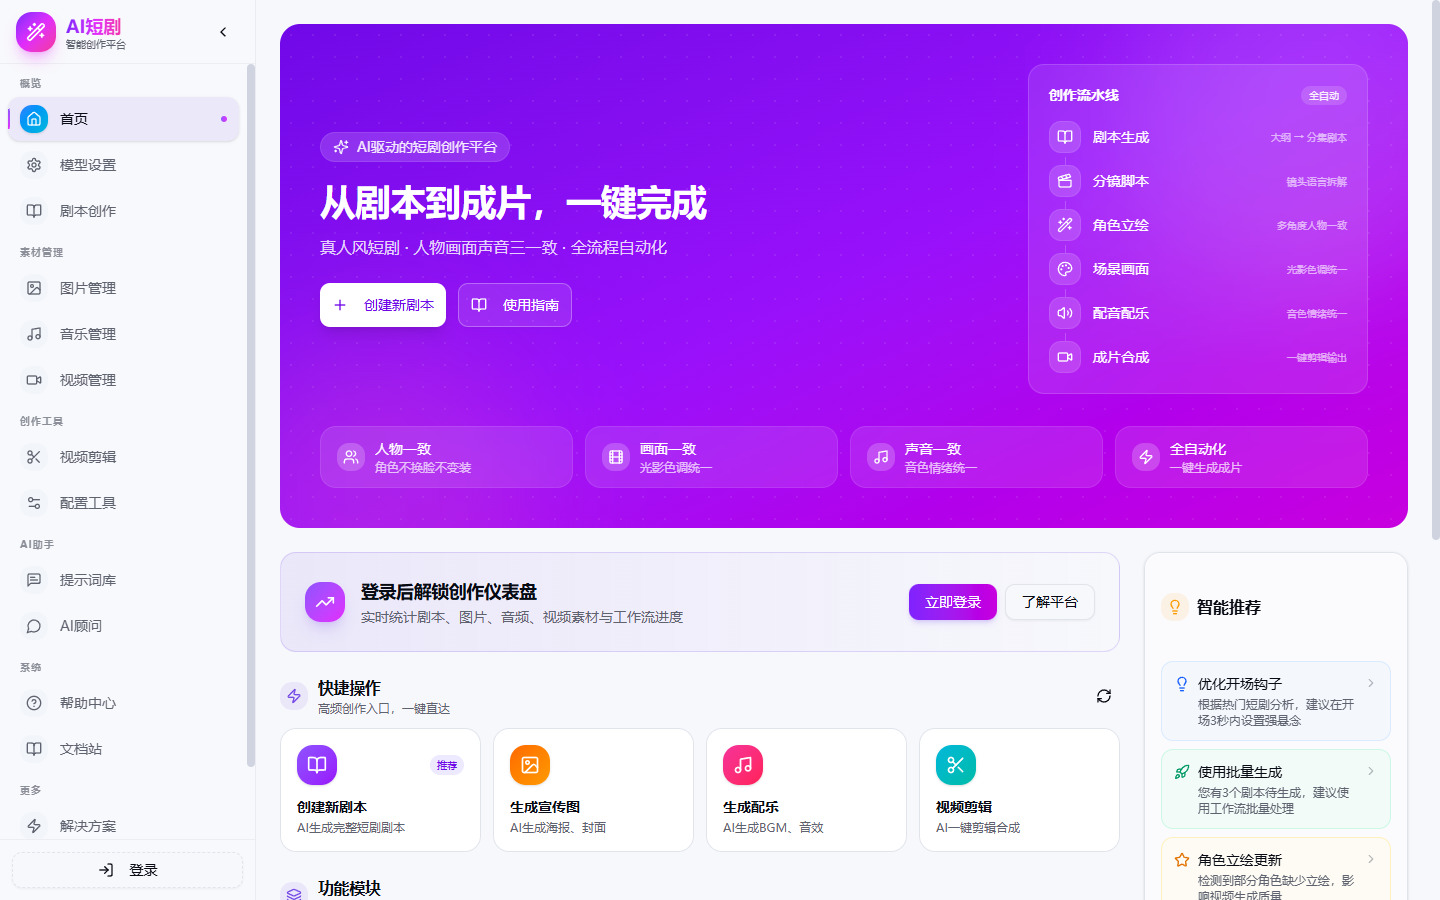 AI短剧
智能创作平台
概览
首页
模型设置
剧本创作
素材管理
图片管理
音乐管理
视频管理
创作工具
视频剪辑
配置工具
AI助手
提示词库
AI顾问
系统
帮助中心
文档站
更多
解决方案
登录
AI驱动的短剧创作平台
从剧本到成片，一键完成
真人风短剧 · 人物画面声音三一致 · 全流程自动化
创建新剧本
使用指南
创作流水线
全自动
剧本生成
大纲 → 分集剧本
分镜脚本
镜头语言拆解
角色立绘
多角度人物一致
场景画面
光影色调统一
配音配乐
音色情绪统一
成片合成
一键剪辑输出
人物一致
角色不换脸不变装
画面一致
光影色调统一
声音一致
音色情绪统一
全自动化
一键生成成片
登录后解锁创作仪表盘
实时统计剧本、图片、音频、视频素材与工作流进度
立即登录
了解平台
快捷操作
高频创作入口，一键直达
推荐
创建新剧本
AI生成完整短剧剧本
生成宣传图
AI生成海报、封面
生成配乐
AI生成BGM、音效
视频剪辑
AI一键剪辑合成
功能模块
智能推荐
优化开场钩子
根据热门短剧分析，建议在开
场3秒内设置强悬念
使用批量生成
您有3个剧本待生成，建议使
用工作流批量处理
角色立绘更新
检测到部分角色缺少立绘，影
响视频生成质量